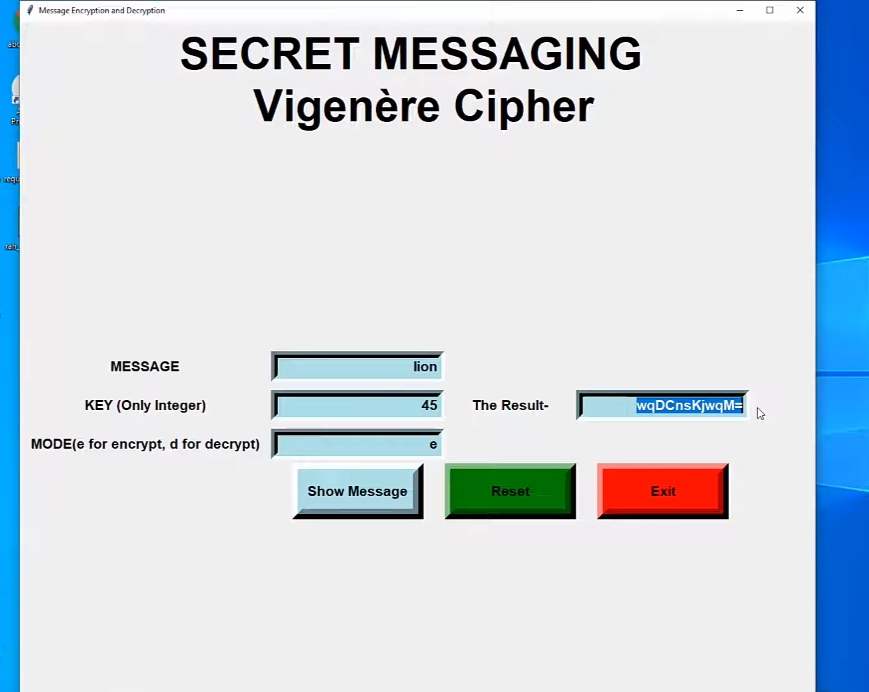 Message Encryption and Decryption
SECRET MESSAGING
Vigenère Cipher
MESSAGE lion
KEY (Only Integer) 45 The Result- wqDCnsKjwqM=
MODE(e for encrypt, d for decrypt) e
Show Message Reset Exit